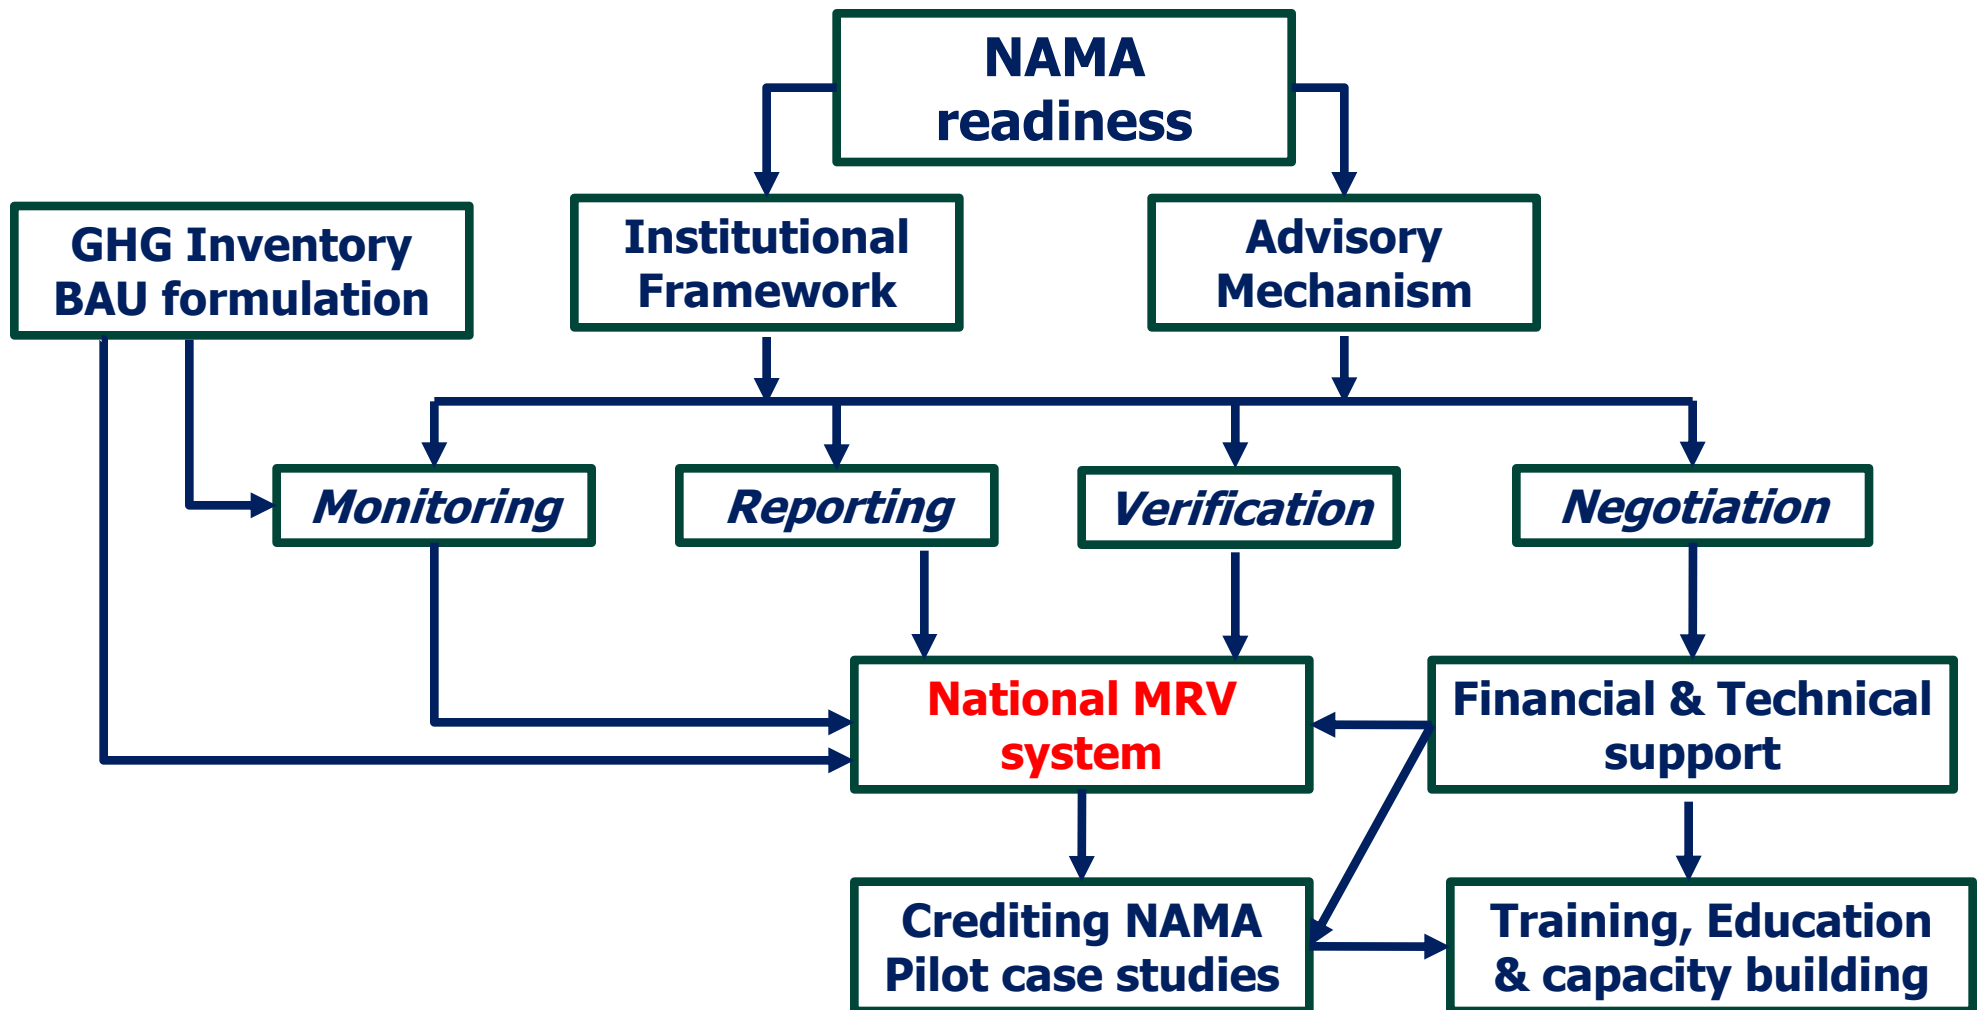 NAMA
readiness
GHG Inventory
BAU formulation
Institutional
Framework
Advisory
Mechanism
Monitoring
Reporting
Verification
Negotiation
National MRV
system
Financial & Technical
support
Crediting NAMA
Pilot case studies
Training, Education
& capacity building